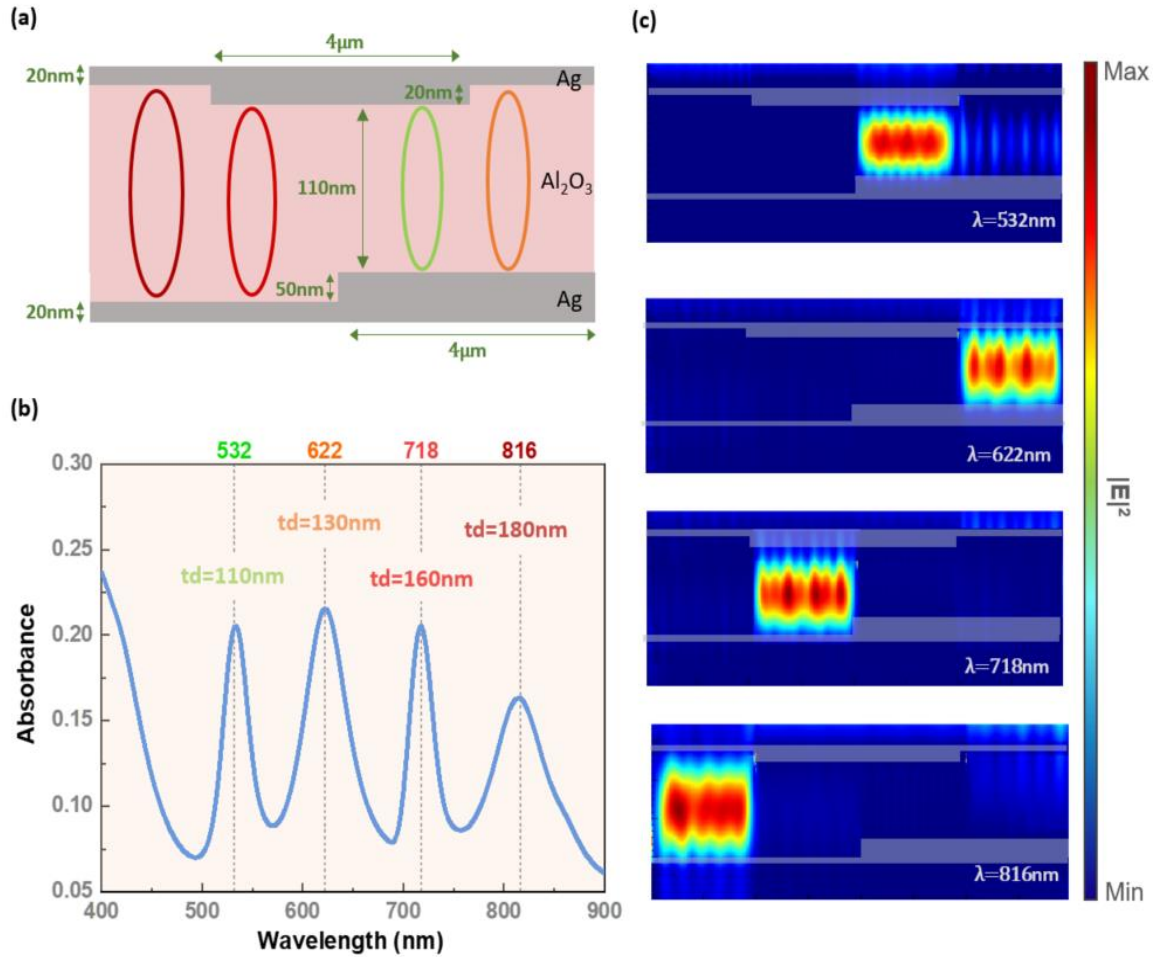 (a)
4μm
20nm
Ag
20nm
110nm
Al₂O₃
50nm
20nm
Ag
4μm
(b)
532 622 718 816
0.30
td=130nm
td=180nm
0.25
td=110nm
td=160nm
0.20
0.15
0.10
0.05
Absorbance
400 500 600 700 800 900
Wavelength (nm)
(c)
Max
λ=532nm
λ=622nm
|E|²
λ=718nm
λ=816nm
Min